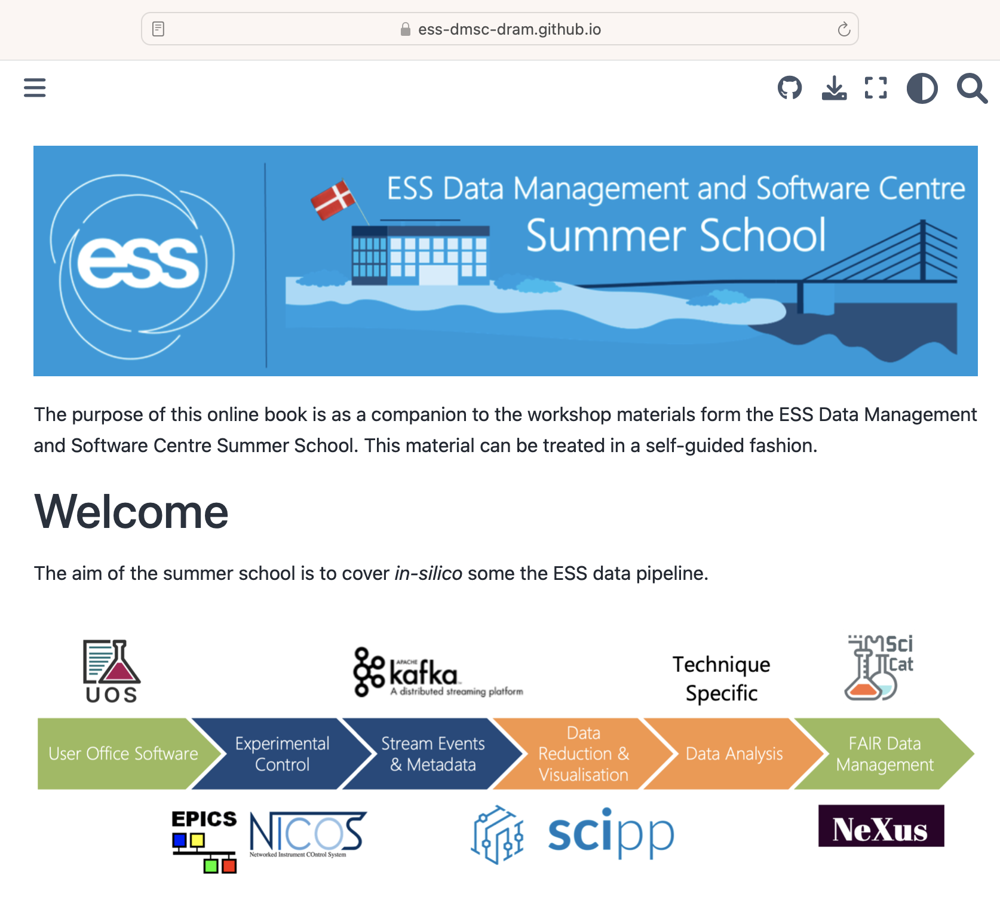 ess-dmsc-dram.github.io
ess
ESS Data Management and Software Centre
Summer School
The purpose of this online book is as a companion to the workshop materials form the ESS Data Management
and Software Centre Summer School. This material can be treated in a self-guided fashion.
Welcome
The aim of the summer school is to cover in-silico some the ESS data pipeline.
UOS
APACHE
kafka
A distributed streaming platform
Technique
Specific
Sci
Cat
User Office Software
Experimental
Control
Stream Events
& Metadata
Data
Reduction &
Visualisation
Data Analysis
FAIR Data
Management
EPICS
NICOS
Networked Instrument COntrol System
scipp
NeXus